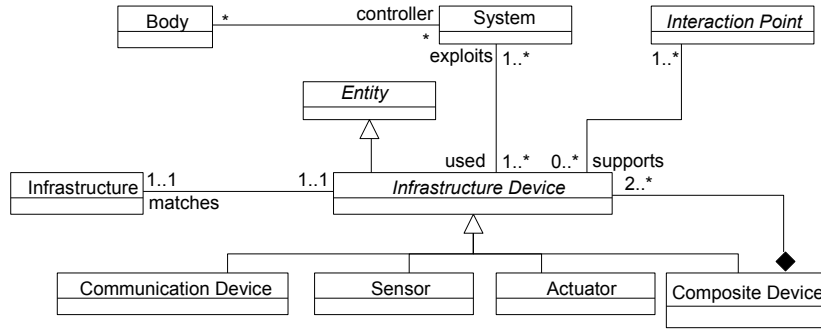 Body
*
controller
*
System
Interaction Point
exploits
1..*
1..*
Entity
used
1..*
0..*
supports
Infrastructure
1..1
matches
1..1
Infrastructure Device
2..*
Communication Device
Sensor
Actuator
Composite Device